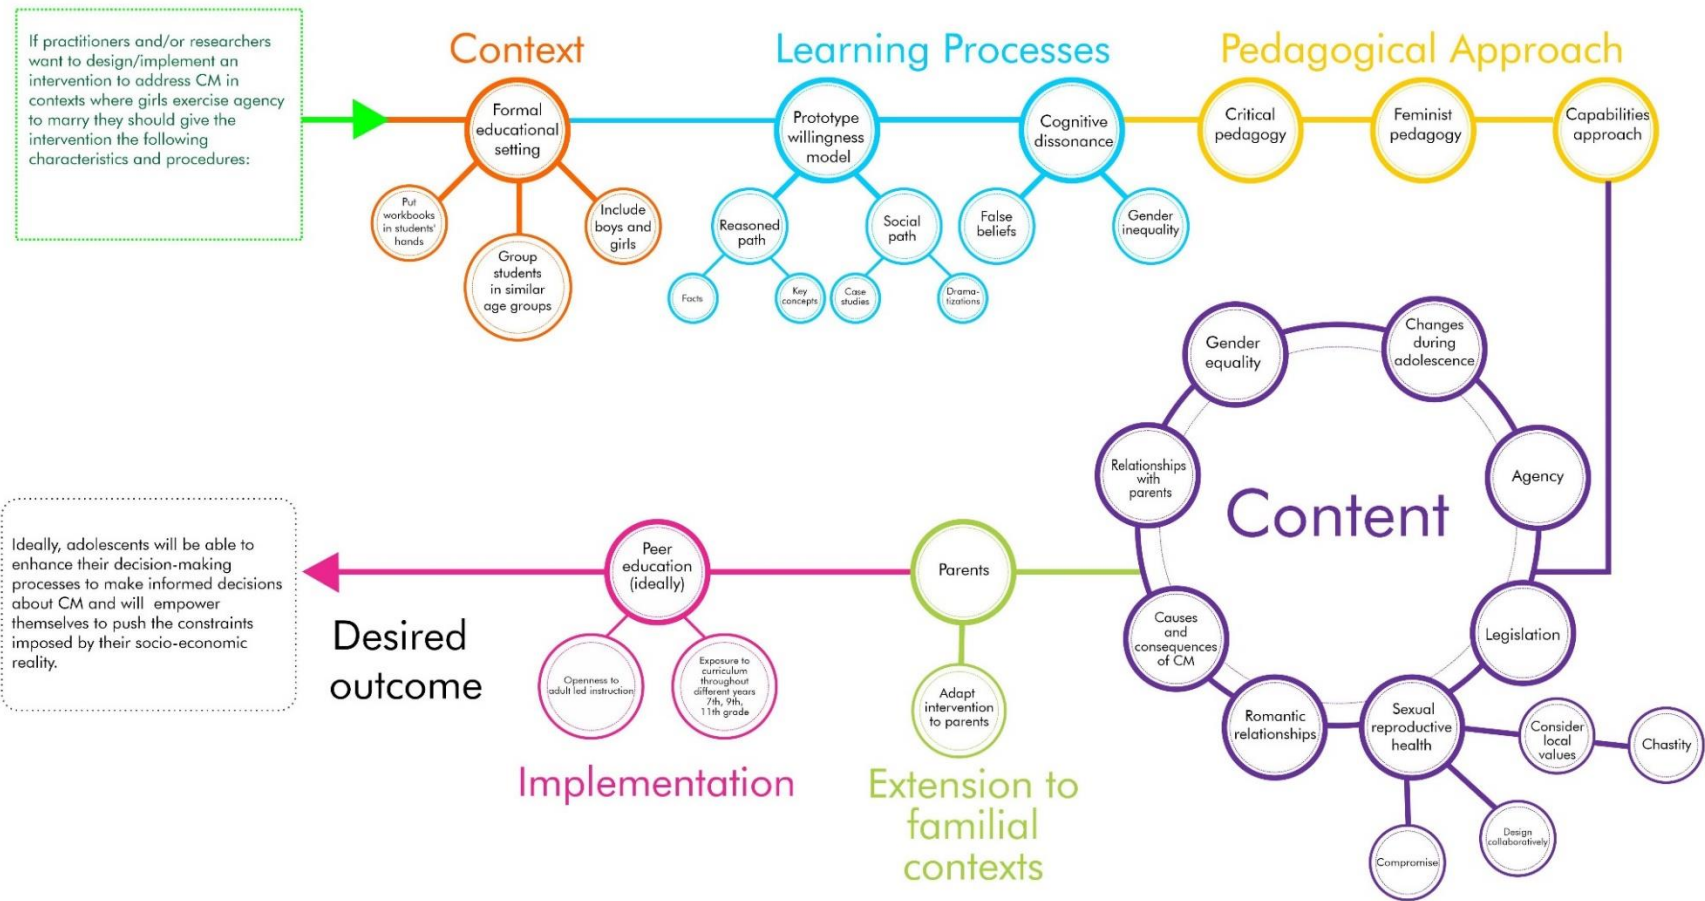 If practitioners and/or researchers
want to design/implement an
intervention to address CM in
contexts where girls exercise agency
to marry they should give the
intervention the following
characteristics and procedures:
Context
Formal
educational
setting
Put
workbooks
in students'
hands
Group
students
in similar
age groups
Include
boys and
girls
Learning Processes
Prototype
willingness
model
Reasoned
path
Facts
Key
concepts
Social
path
Case
studies
Drama-
tizations
Cognitive
dissonance
False
beliefs
Gender
inequality
Pedagogical Approach
Critical
pedagogy
Feminist
pedagogy
Capabilities
approach
Content
Gender
equality
Changes
during
adolescence
Agency
Legislation
Sexual
reproductive
health
Consider
local
values
Chastity
Design
collaboratively
Compromise
Romantic
relationships
Causes
and
consequences
of CM
Relationships
with
parents
Parents
Adapt
intervention
to parents
Extension to
familial
contexts
Peer
education
(ideally)
Openness to
adult led instruction
Exposure to
curriculum
throughout
different years
7th, 9th,
11th grade
Implementation
Desired
outcome
Ideally, adolescents will be able to
enhance their decision-making
processes to make informed decisions
about CM and will empower
themselves to push the constraints
imposed by their socio-economic
reality.